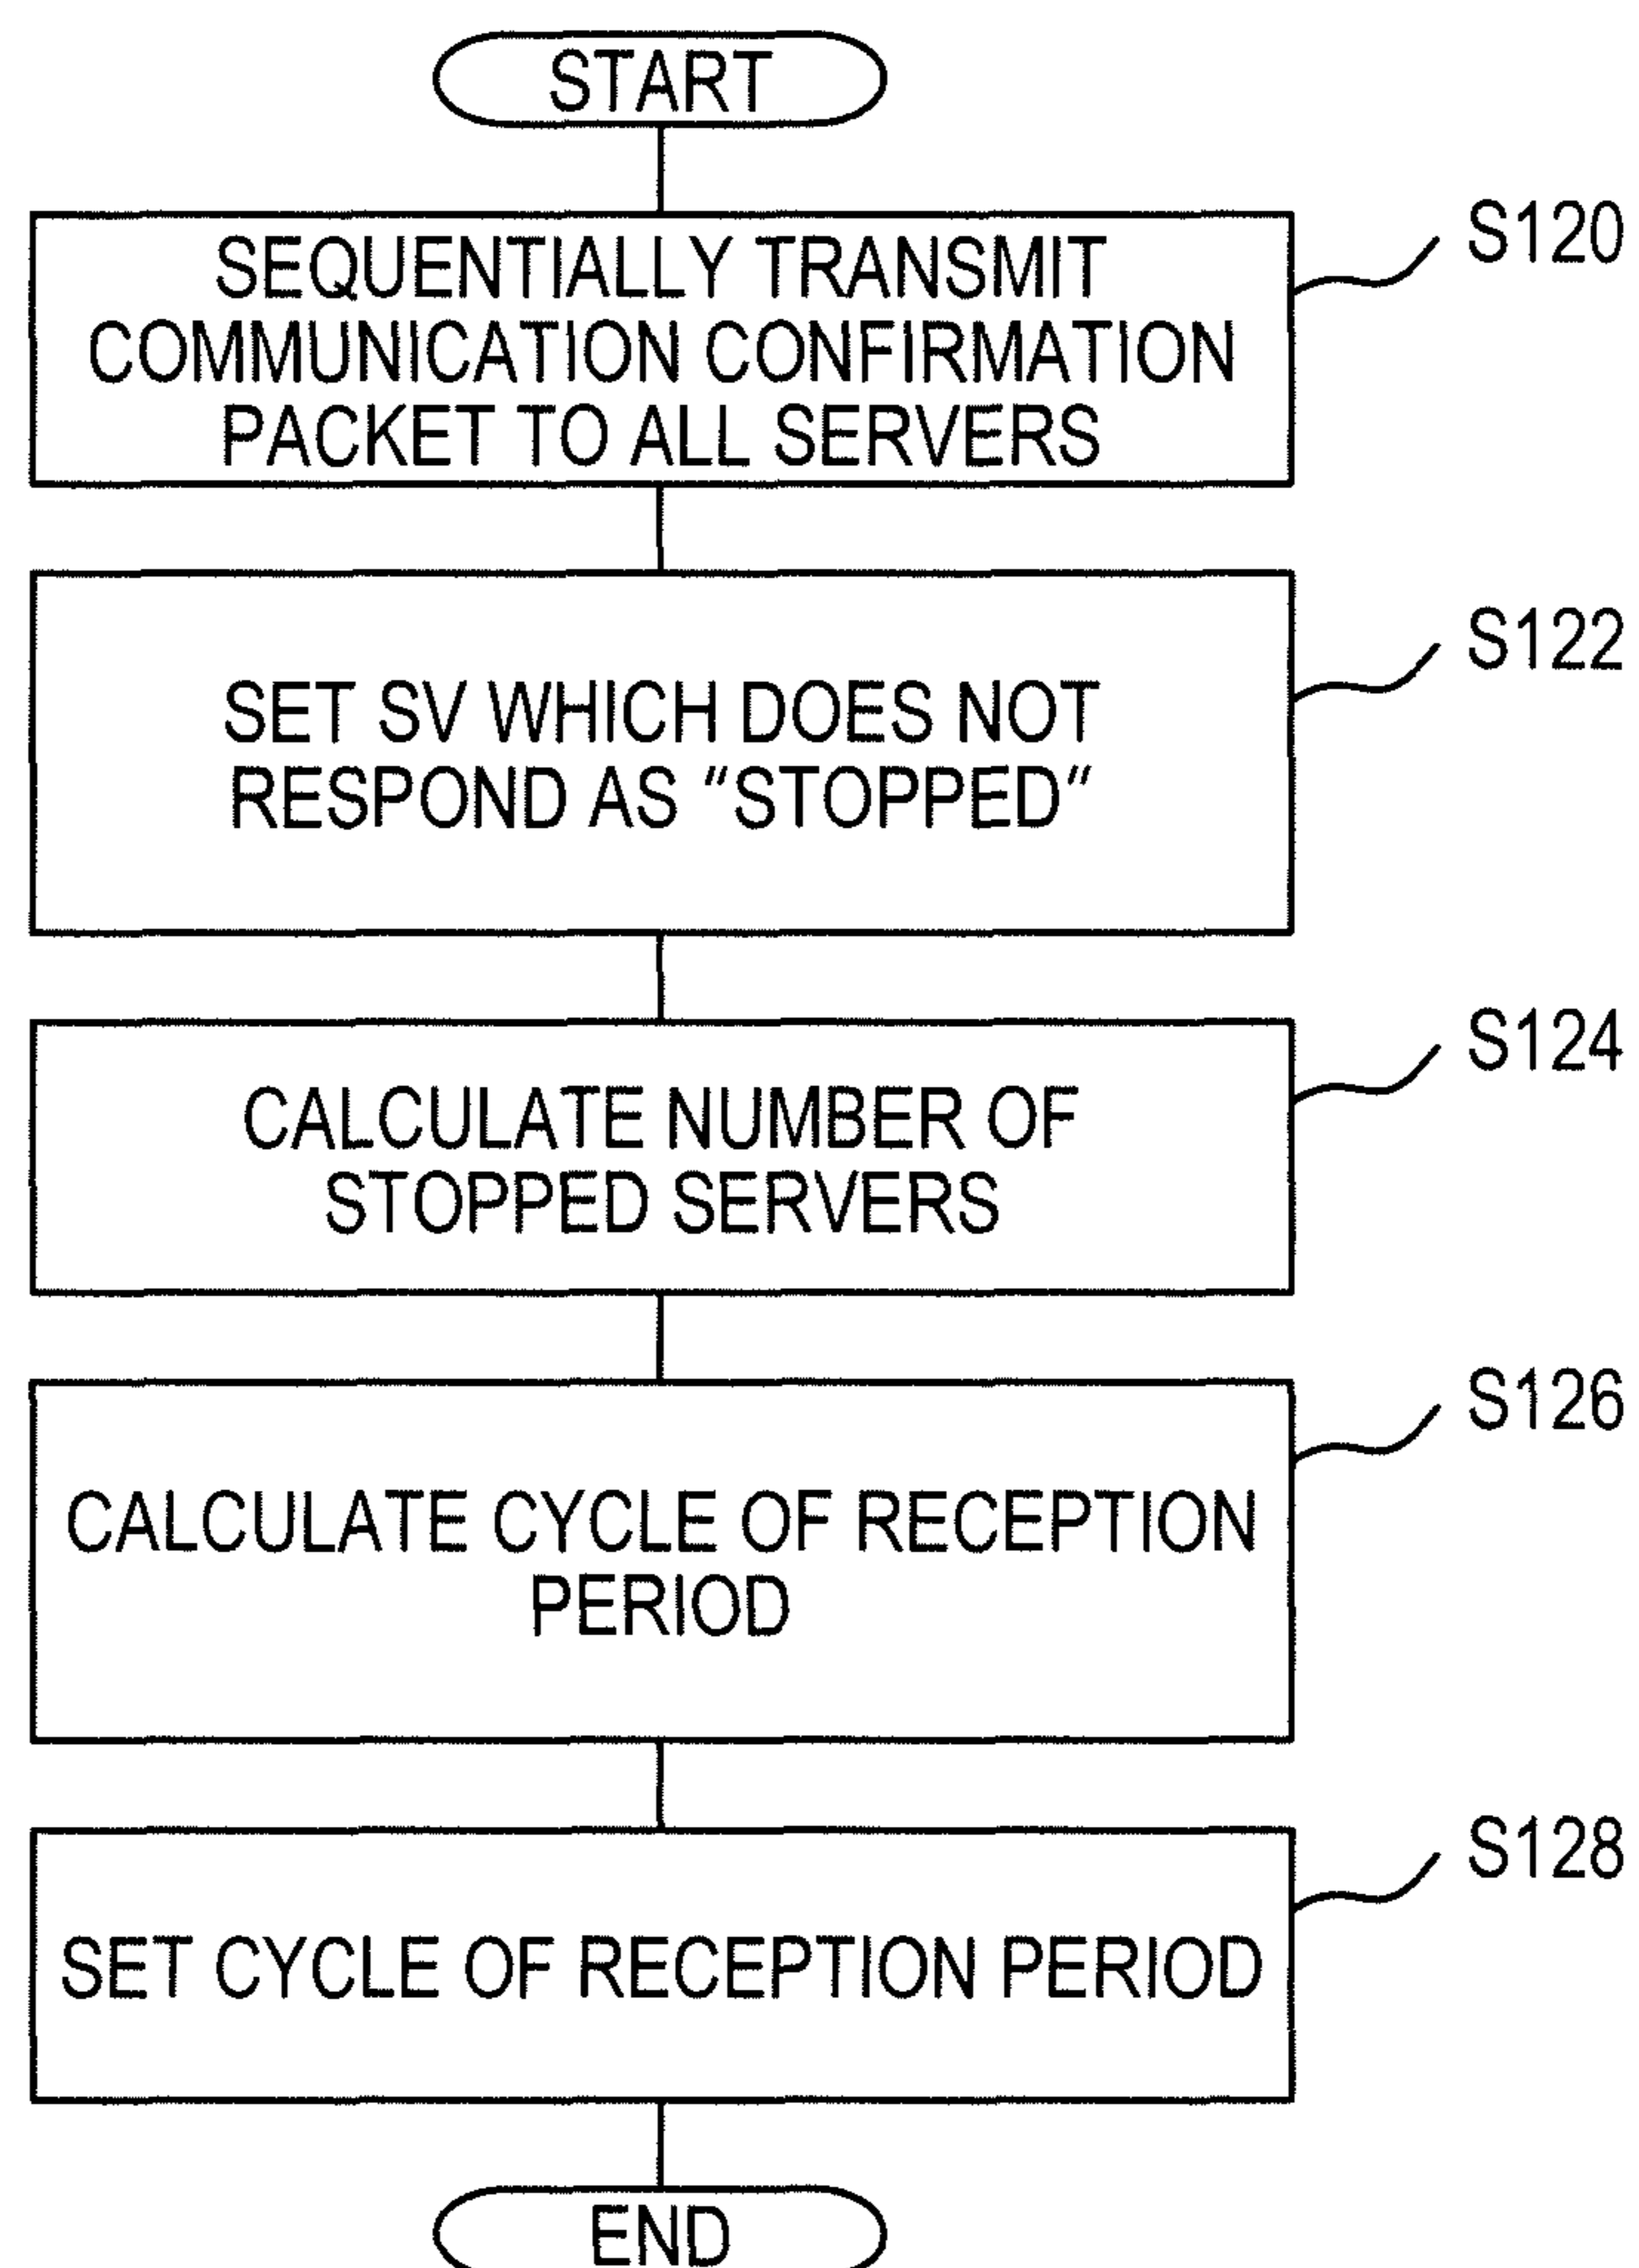 START
S120
SEQUENTIALLY TRANSMIT
COMMUNICATION CONFIRMATION
PACKET TO ALL SERVERS
S122
SET SV WHICH DOES NOT
RESPOND AS "STOPPED"
S124
CALCULATE NUMBER OF
STOPPED SERVERS
S126
CALCULATE CYCLE OF RECEPTION
PERIOD
S128
SET CYCLE OF RECEPTION PERIOD
END